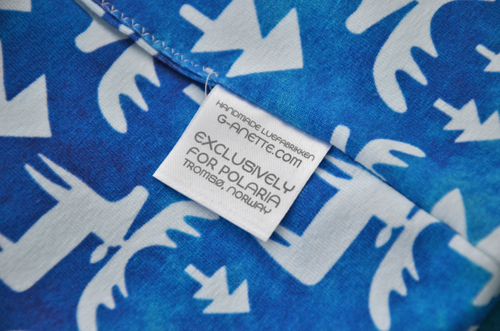 HANDMADE LUEFABRIKKEN
G-ANETTE.COM
EXCLUSIVELY
FOR POLARIA
TROMSØ, NORWAY